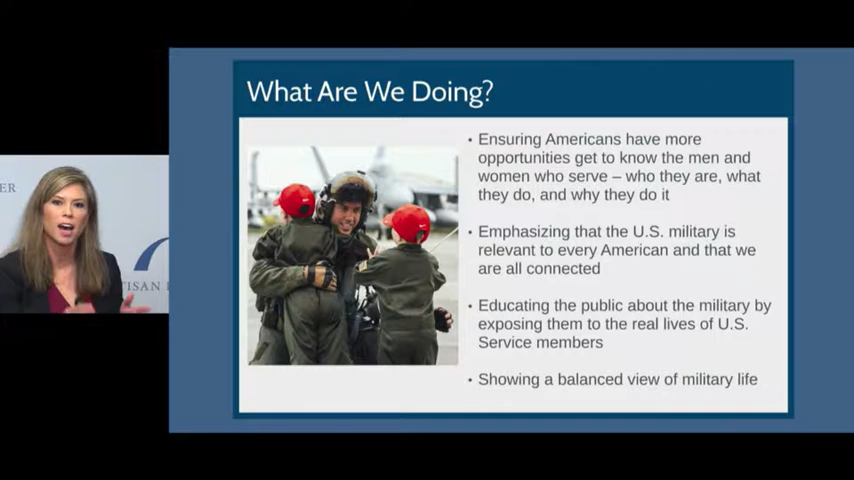 ER
TISAN
What Are We Doing?
• Ensuring Americans have more
opportunities get to know the men and
women who serve – who they are, what
they do, and why they do it
• Emphasizing that the U.S. military is
relevant to every American and that we
are all connected
• Educating the public about the military by
exposing them to the real lives of U.S.
Service members
• Showing a balanced view of military life